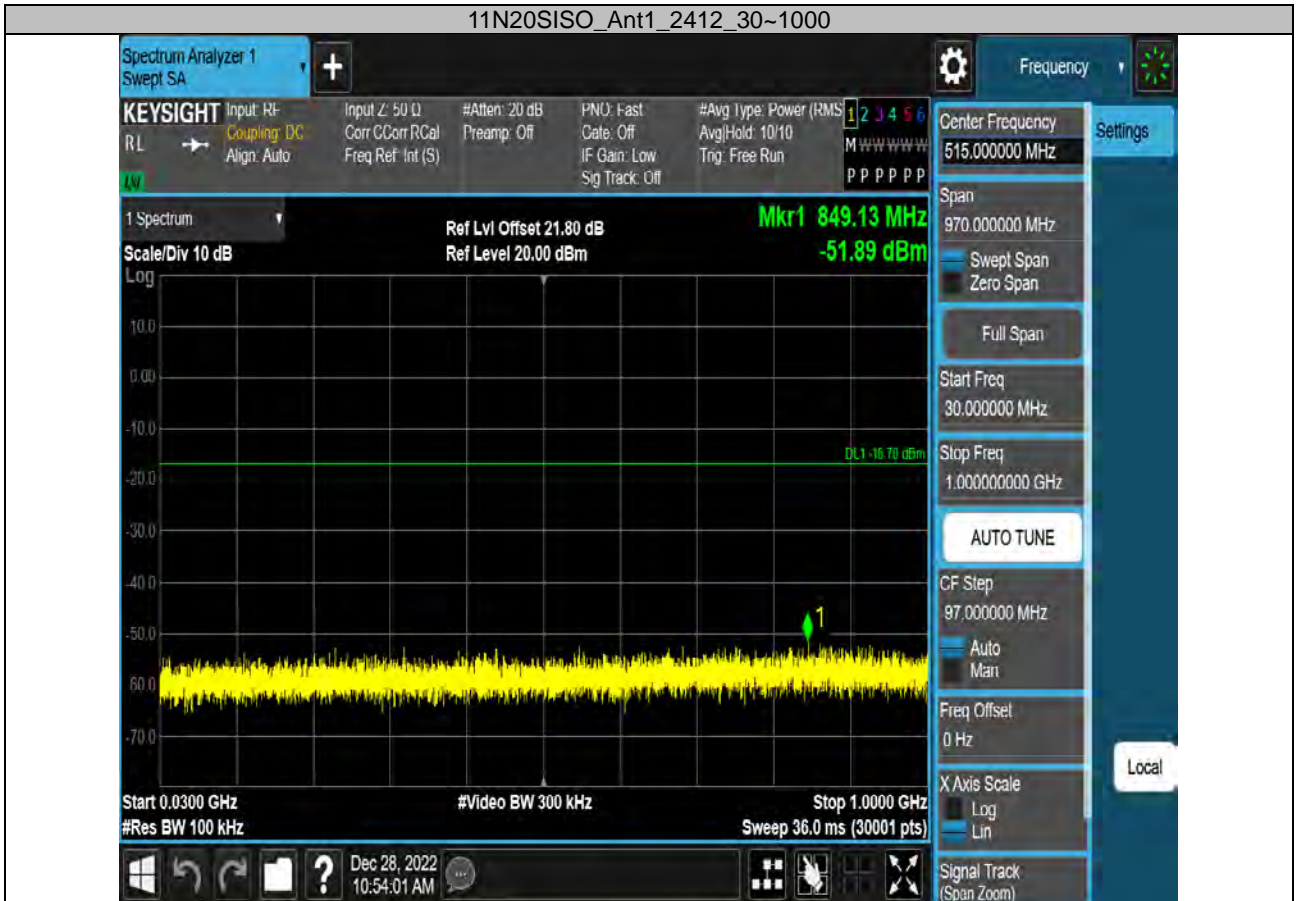 11N20SISO_Ant1_2412_30~1000
Spectrum Analyzer 1
Swept SA
Frequency
KEYSIGHT
Input: RF
Coupling: DC
Align: Auto
RL
Input Z: 50 Ω
Corr CCorr RCal
Freq Ref: Int (S)
#Atten: 20 dB
Preamp: Off
PNO: Fast
Gate: Off
IF Gain: Low
Sig Track: Off
#Avg Type: Power (RMS
Avg|Hold: 10/10
Trig: Free Run
1 2 3 4 5 6
M W W W W W
P P P P P P
Center Frequency
515.000000 MHz
Settings
Span
970.000000 MHz
Swept Span
Zero Span
Full Span
Start Freq
30.000000 MHz
Stop Freq
1.000000000 GHz
AUTO TUNE
CF Step
97.000000 MHz
Auto
Man
Freq Offset
0 Hz
X Axis Scale
Log
Lin
Signal Track
(Span Zoom)
Local
1 Spectrum
Scale/Div 10 dB
Ref Lvl Offset 21.80 dB
Ref Level 20.00 dBm
Mkr1 849.13 MHz
-51.89 dBm
Log
10.0
0.00
-10.0
DL1 -16.70 dBm
-20.0
-30.0
-40.0
1
-50.0
-60.0
-70.0
Start 0.0300 GHz
#Res BW 100 kHz
#Video BW 300 kHz
Stop 1.0000 GHz
Sweep 36.0 ms (30001 pts)
?
Dec 28, 2022
10:54:01 AM